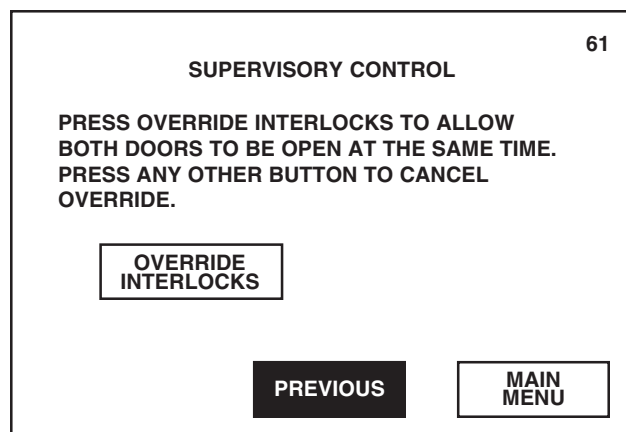 61
SUPERVISORY CONTROL
PRESS OVERRIDE INTERLOCKS TO ALLOW
BOTH DOORS TO BE OPEN AT THE SAME TIME.
PRESS ANY OTHER BUTTON TO CANCEL
OVERRIDE.
OVERRIDE
INTERLOCKS
PREVIOUS
MAIN
MENU